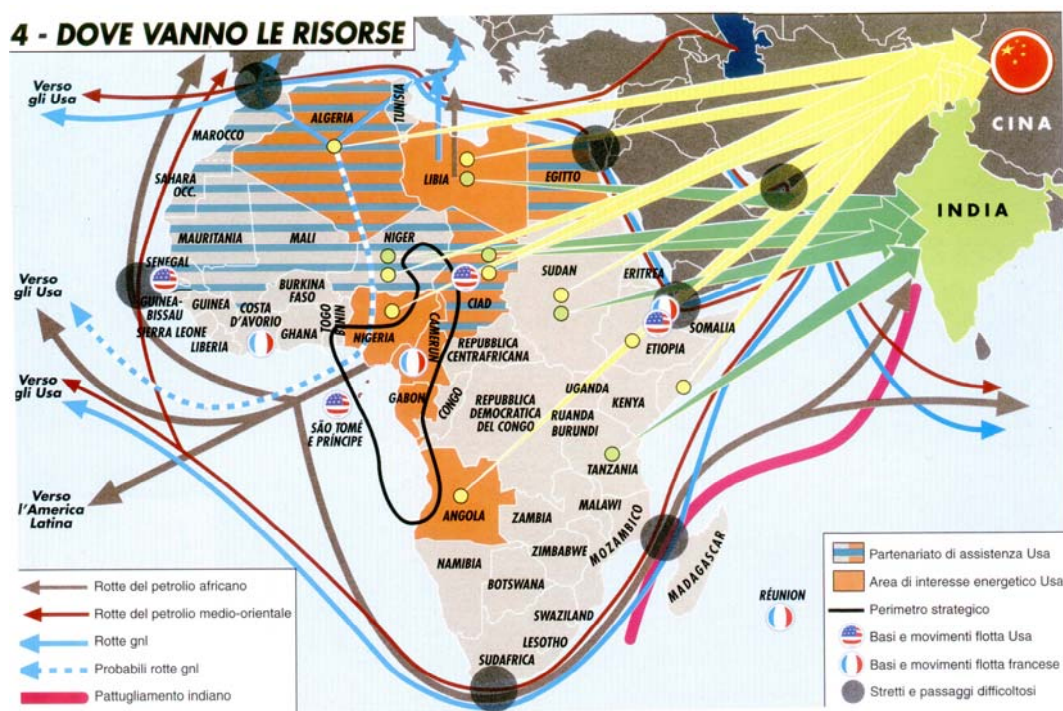 4 - DOVE VANNO LE RISORSE
Verso
gli Usa
MAROCCO
ALGERIA
TUNISIA
SAHARA
OCC.
LIBIA
EGITTO
CINA
INDIA
MAURITANIA
MALI
NIGER
CIAD
SUDAN
ERITREA
SENEGAL
GUINEA-
BISSAU
GUINEA
SIERRA LEONE
LIBERIA
COSTA
D'AVORIO
BURKINA
FASO
GHANA
TOGO
BENIN
NIGERIA
CAMERUN
REPUBBLICA
CENTRAFRICANA
ETIOPIA
SOMALIA
Verso
gli Usa
Verso
gli Usa
Verso
l'America
Latina
SÃO TOMÉ
E PRÍNCIPE
GABON
CONGO
REPUBBLICA
DEMOCRATICA
DEL CONGO
UGANDA
KENYA
RUANDA
BURUNDI
TANZANIA
ANGOLA
ZAMBIA
MALAWI
MOZAMBICO
MADAGASCAR
NAMIBIA
ZIMBABWE
BOTSWANA
SWAZILAND
LESOTHO
SUDAFRICA
RÉUNION
Rotte del petrolio africano
Rotte del petrolio medio-orientale
Rotte gnl
Probabili rotte gnl
Pattugliamento indiano
Partenariato di assistenza Usa
Area di interesse energetico Usa
Perimetro strategico
Basi e movimenti flotta Usa
Basi e movimenti flotta francese
Stretti e passaggi difficoltosi